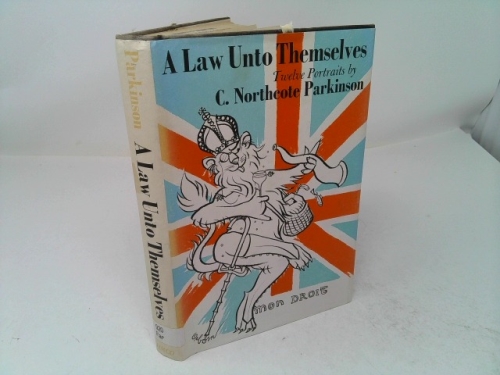 A Law Unto Themselves
Twelve Portraits by
C. Northcote Parkinson
mon DROIT
Parkinson
A Law Unto Themselves